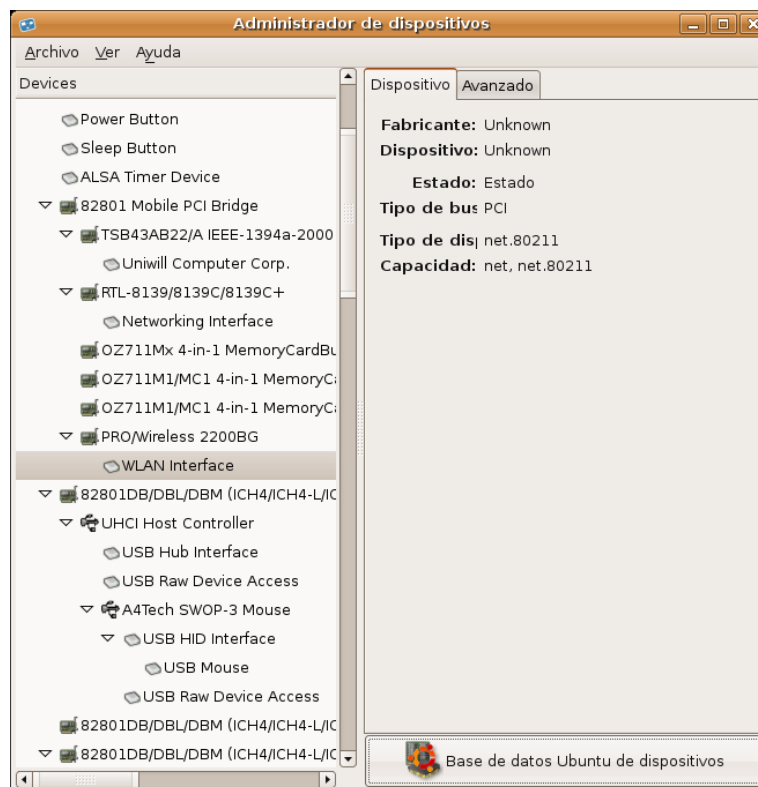 Administrador de dispositivos
Archivo Ver Ayuda
Devices
Power Button
Sleep Button
ALSA Timer Device
82801 Mobile PCI Bridge
TSB43AB22/A IEEE-1394a-2000
Uniwill Computer Corp.
RTL-8139/8139C/8139C+
Networking Interface
OZ711Mx 4-in-1 MemoryCardBu
OZ711M1/MC1 4-in-1 MemoryCa
OZ711M1/MC1 4-in-1 MemoryCa
PRO/Wireless 2200BG
WLAN Interface
82801DB/DBL/DBM (ICH4/ICH4-L/IC
UHCI Host Controller
USB Hub Interface
USB Raw Device Access
A4Tech SWOP-3 Mouse
USB HID Interface
USB Mouse
USB Raw Device Access
82801DB/DBL/DBM (ICH4/ICH4-L/IC
82801DB/DBL/DBM (ICH4/ICH4-L/IC
Dispositivo Avanzado
Fabricante: Unknown
Dispositivo: Unknown
Estado: Estado
Tipo de bus PCI
Tipo de dis net.80211
Capacidad: net, net.80211
Base de datos Ubuntu de dispositivos